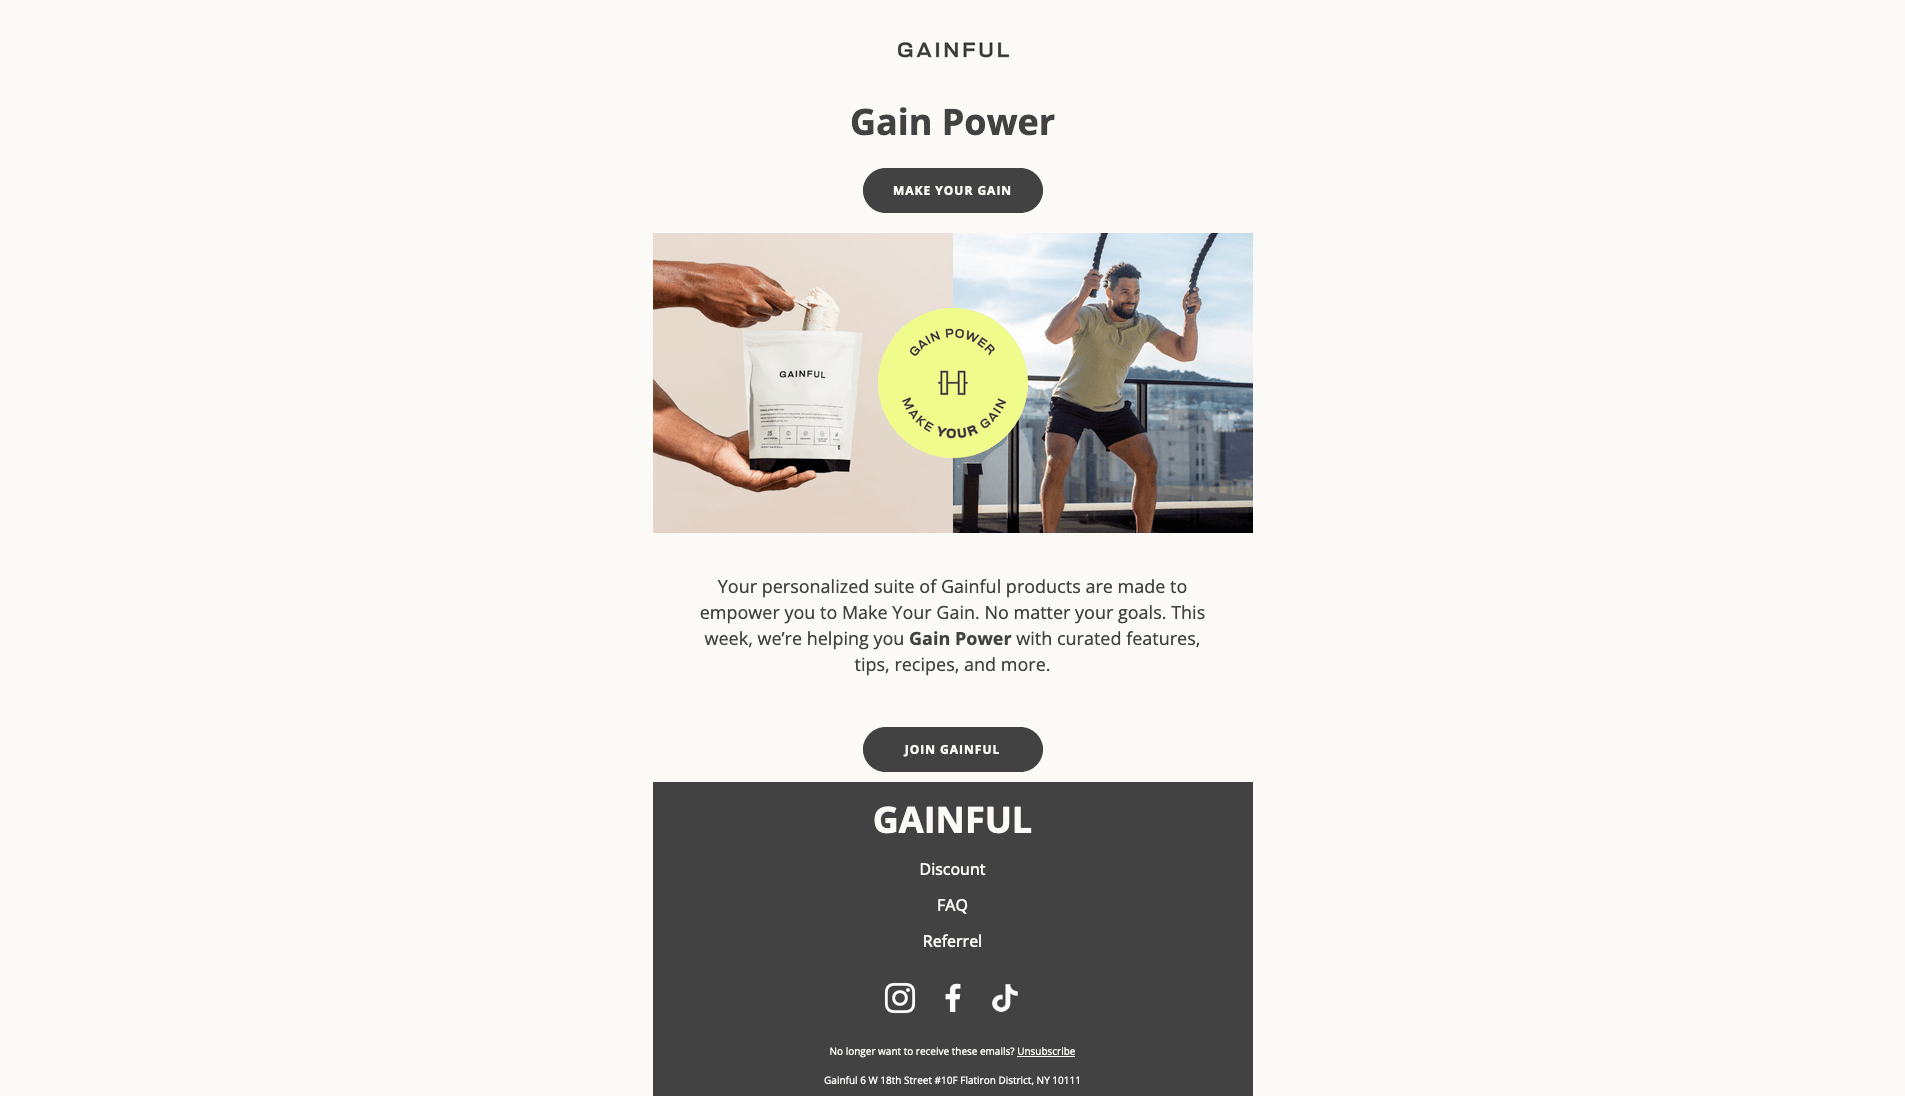 GAINFUL
Gain Power
MAKE YOUR GAIN
GAINFUL
GAIN POWER
MAKE YOUR GAIN
Your personalized suite of Gainful products are made to
empower you to Make Your Gain. No matter your goals. This
week, we’re helping you Gain Power with curated features,
tips, recipes, and more.
JOIN GAINFUL
GAINFUL
Discount
FAQ
Referrel
No longer want to receive these emails? Unsubscribe
Gainful 6 W 18th Street #10F Flatiron District, NY 10111